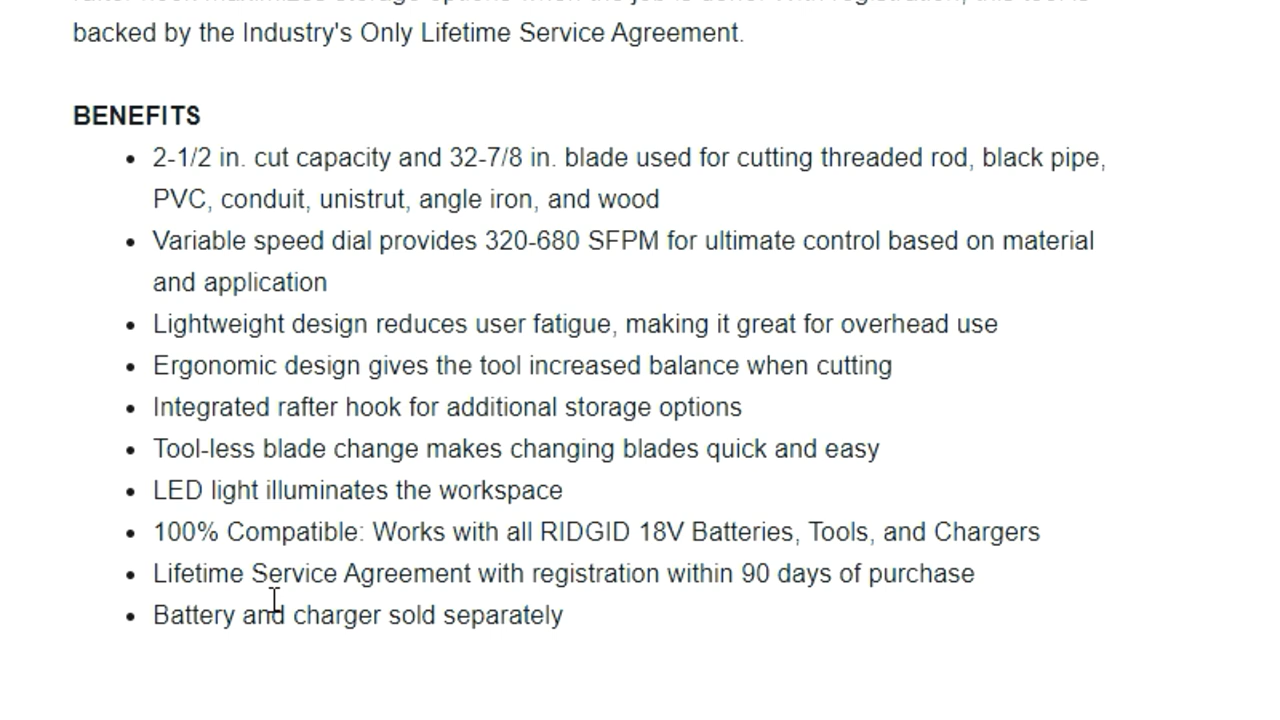 backed by the Industry's Only Lifetime Service Agreement.
BENEFITS
2-1/2 in. cut capacity and 32-7/8 in. blade used for cutting threaded rod, black pipe,
PVC, conduit, unistrut, angle iron, and wood
Variable speed dial provides 320-680 SFPM for ultimate control based on material
and application
Lightweight design reduces user fatigue, making it great for overhead use
Ergonomic design gives the tool increased balance when cutting
Integrated rafter hook for additional storage options
Tool-less blade change makes changing blades quick and easy
LED light illuminates the workspace
100% Compatible: Works with all RIDGID 18V Batteries, Tools, and Chargers
Lifetime Service Agreement with registration within 90 days of purchase
Battery and charger sold separately